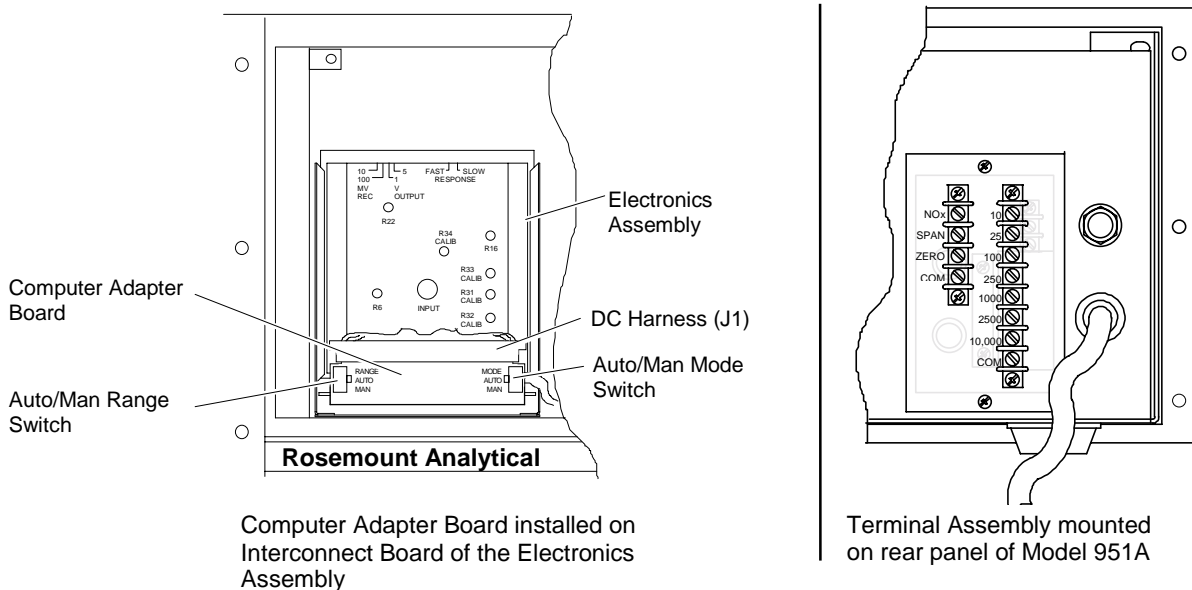 10
100
MV
REC
5
1
V
OUTPUT
FAST
SLOW
RESPONSE
R22
R34
CALIB
R16
R33
CALIB
R31
CALIB
R6
INPUT
R32
CALIB
RANGE
AUTO
MAN
MODE
AUTO
MAN
Rosemount Analytical
Electronics
Assembly
Computer Adapter
Board
DC Harness (J1)
Auto/Man Mode
Switch
Auto/Man Range
Switch
Computer Adapter Board installed on
Interconnect Board of the Electronics
Assembly
NOx
SPAN
ZERO
COM
10
25
100
250
1000
2500
10,000
COM
Terminal Assembly mounted
on rear panel of Model 951A